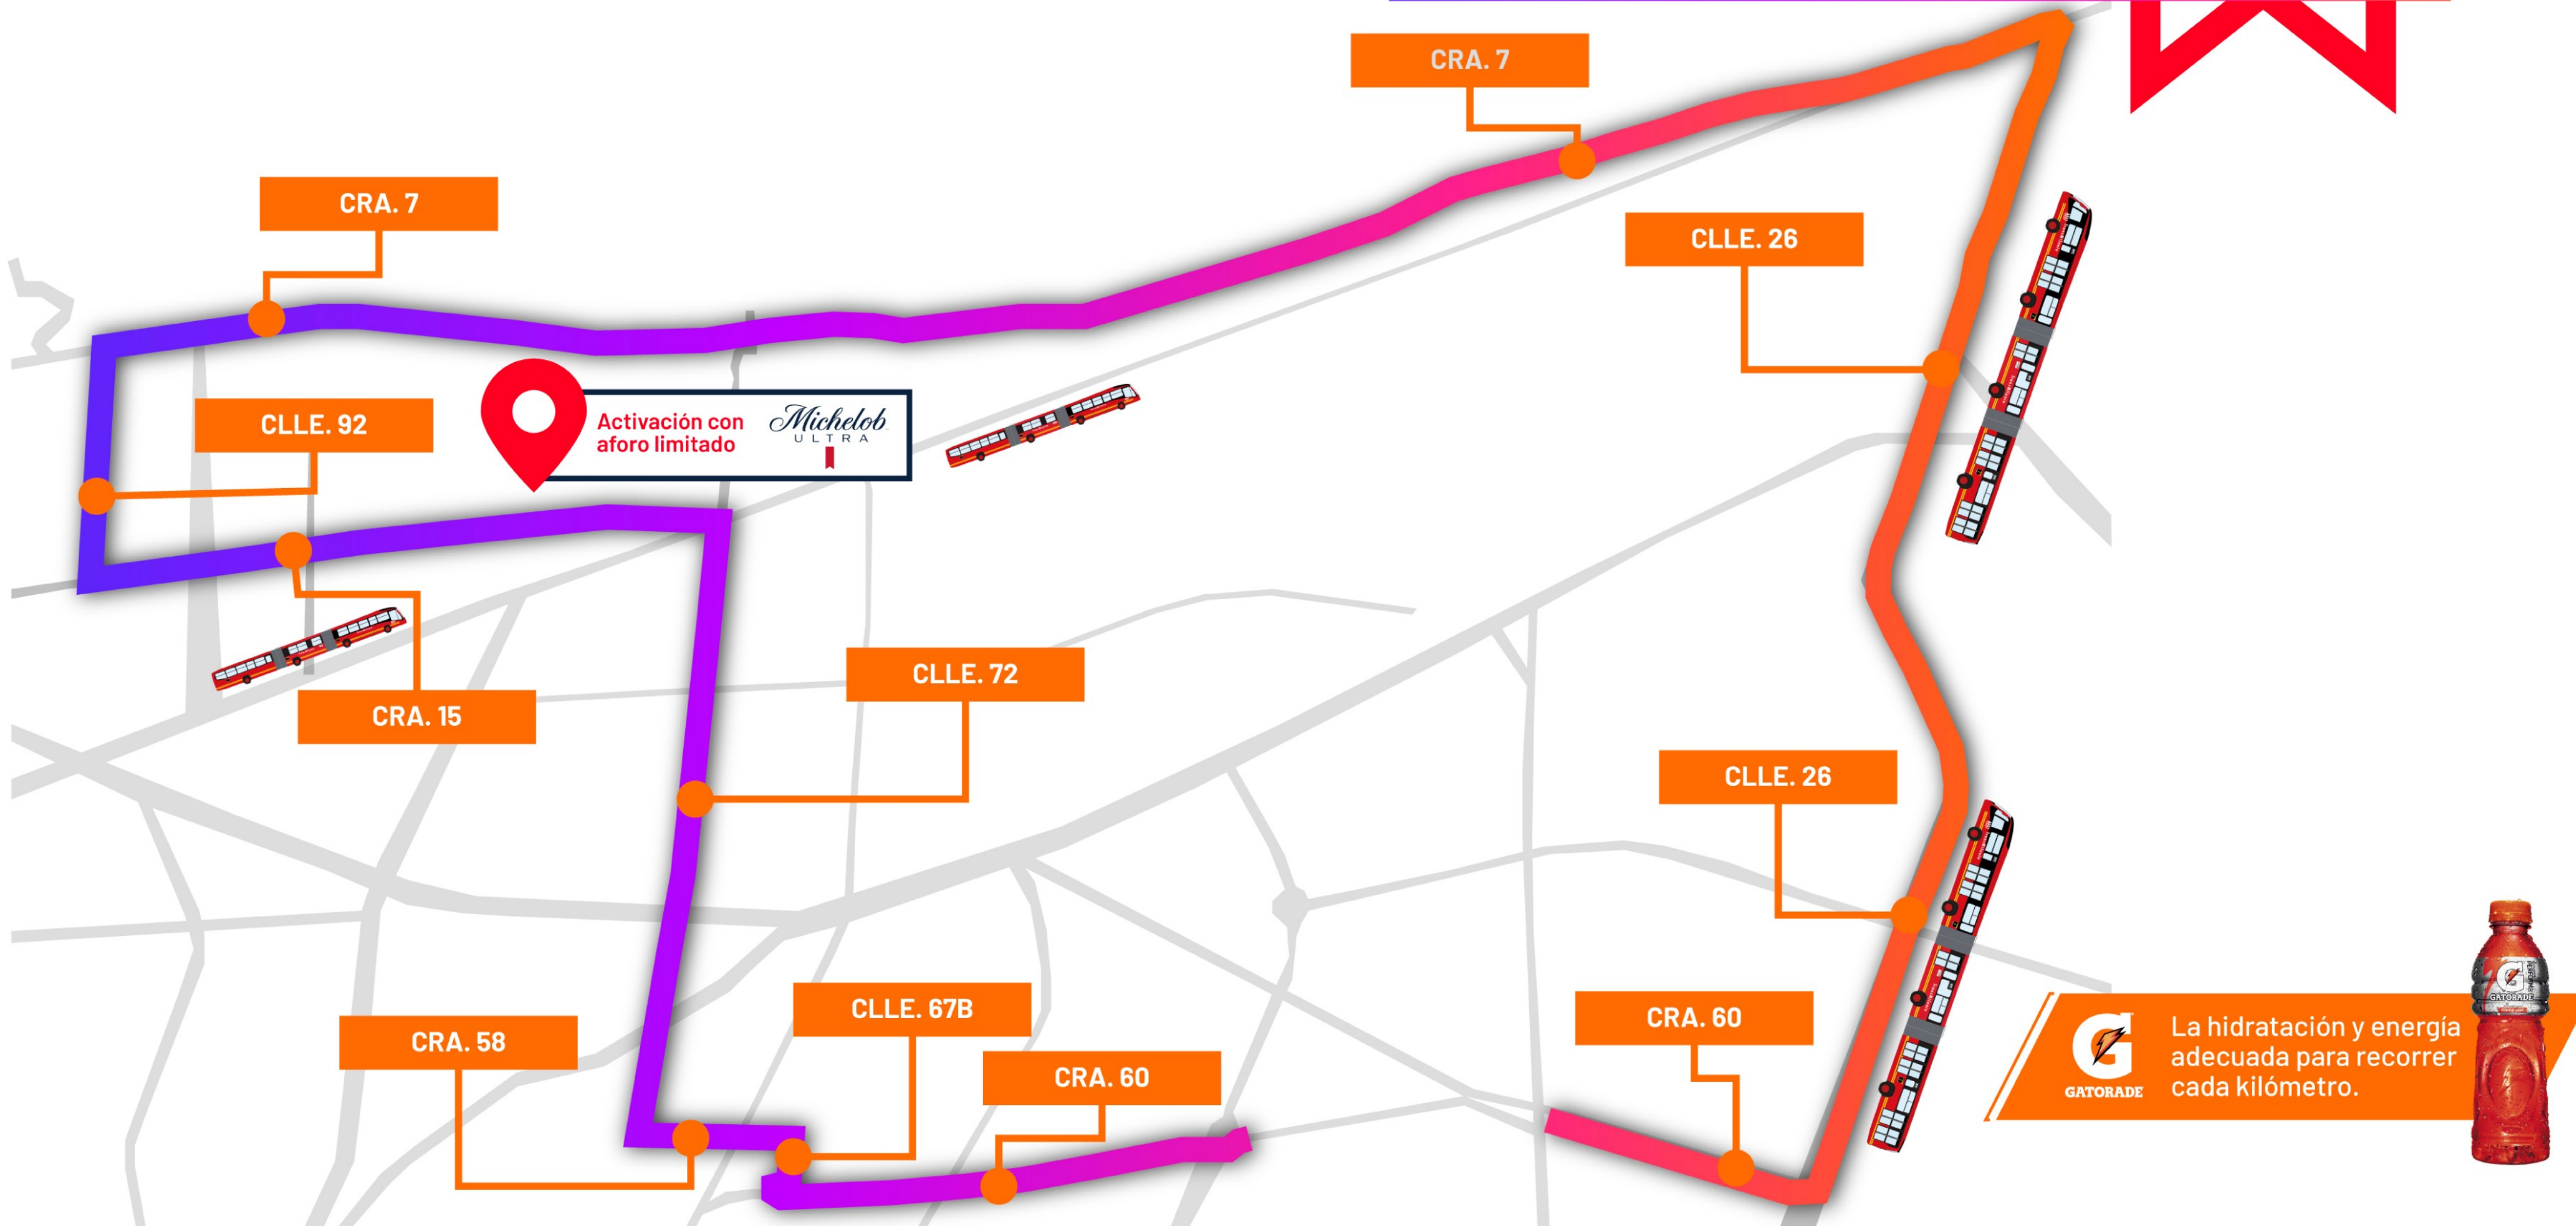 CRA. 7
CRA. 7
CLLE. 26
CLLE. 92
Activación con
aforo limitado
Michelob
ULTRA
CLLE. 72
CRA. 15
CLLE. 26
CLLE. 67B
CRA. 58
CRA. 60
CRA. 60
G
GATORADE
La hidratación y energía
adecuada para recorrer
cada kilómetro.
G
GATORADE